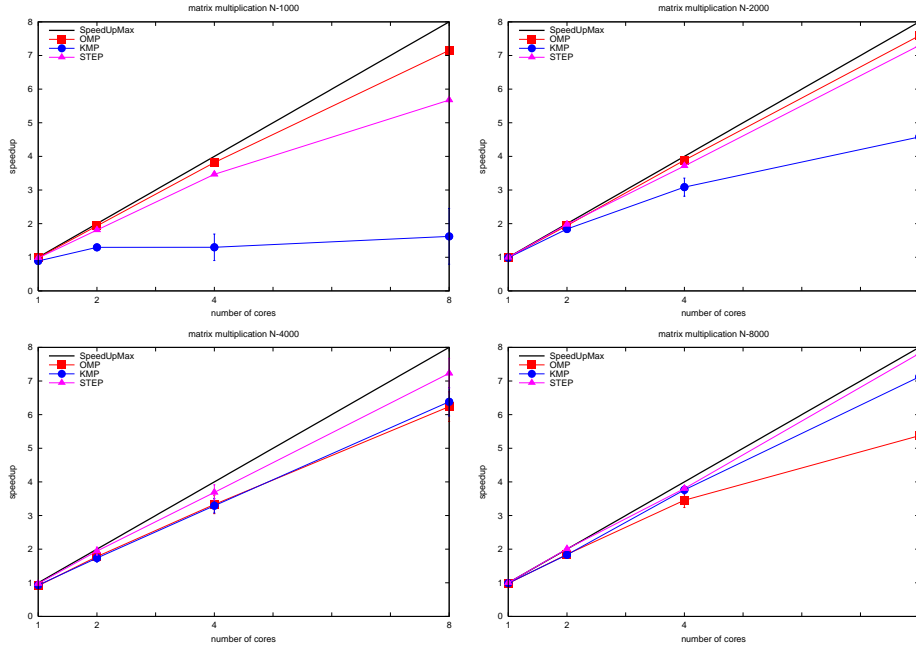 matrix multiplication N-1000
SpeedUpMax
OMP
KMP
STEP
speedup
8
7
6
5
4
3
2
1
0
1
2
4
8
number of cores
matrix multiplication N-2000
SpeedUpMax
OMP
KMP
STEP
speedup
8
7
6
5
4
3
2
1
0
1
2
4
number of cores
matrix multiplication N-4000
SpeedUpMax
OMP
KMP
STEP
speedup
8
7
6
5
4
3
2
1
0
1
2
4
8
number of cores
matrix multiplication N-8000
SpeedUpMax
OMP
KMP
STEP
speedup
8
7
6
5
4
3
2
1
0
1
2
4
number of cores